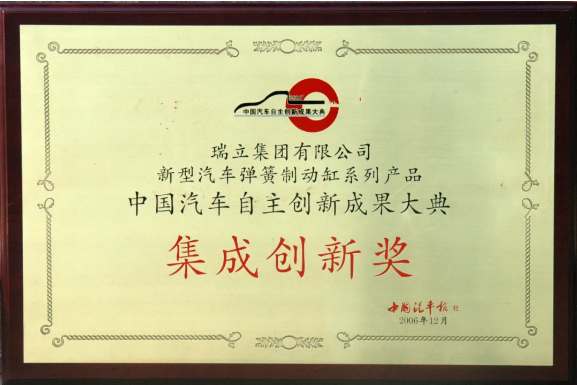 中国汽车自主创新成果大典
瑞立集团有限公司
新型汽车弹簧制动缸系列产品
中国汽车自主创新成果大典
集成创新奖
中国汽车报 社
2006年12月